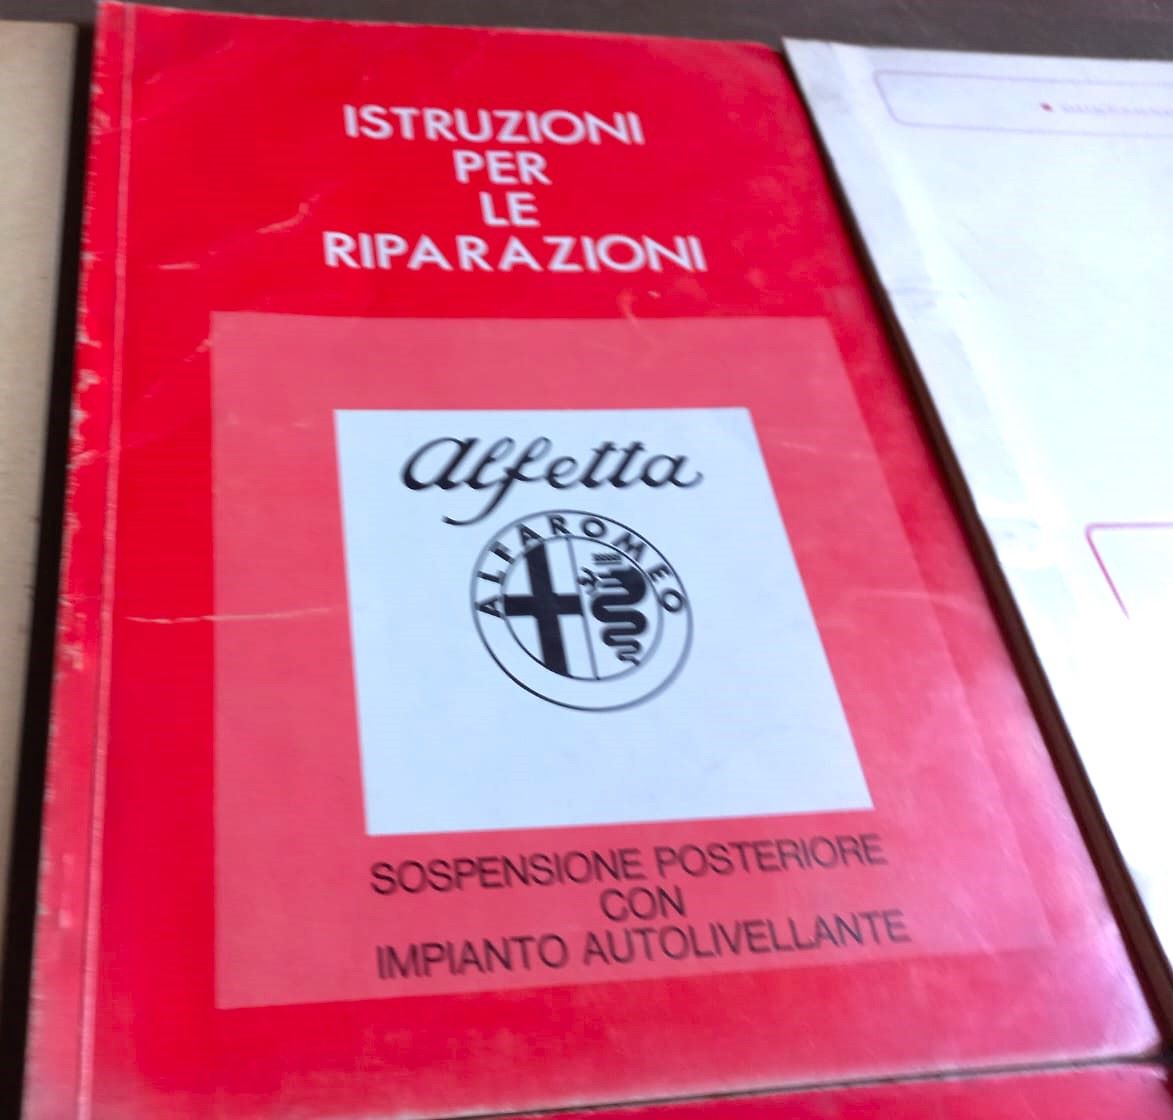 ISTRUZIONI
PER
LE
RIPARAZIONI
alfetta
ALFA ROMEO
SOSPENSIONE POSTERIORE
CON
IMPIANTO AUTOLIVELLANTE